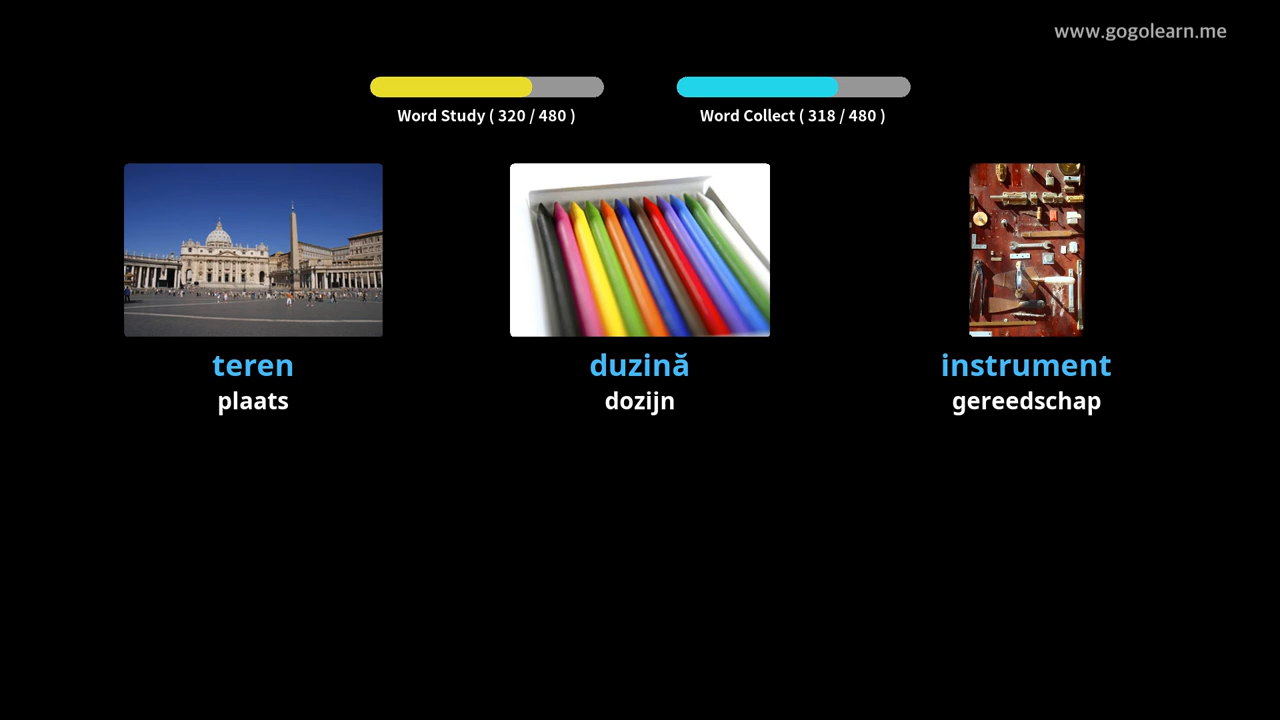 www.gogolearn.me
Word Study ( 320 / 480 )
Word Collect ( 318 / 480 )
teren
plaats
duzină
dozijn
instrument
gereedschap